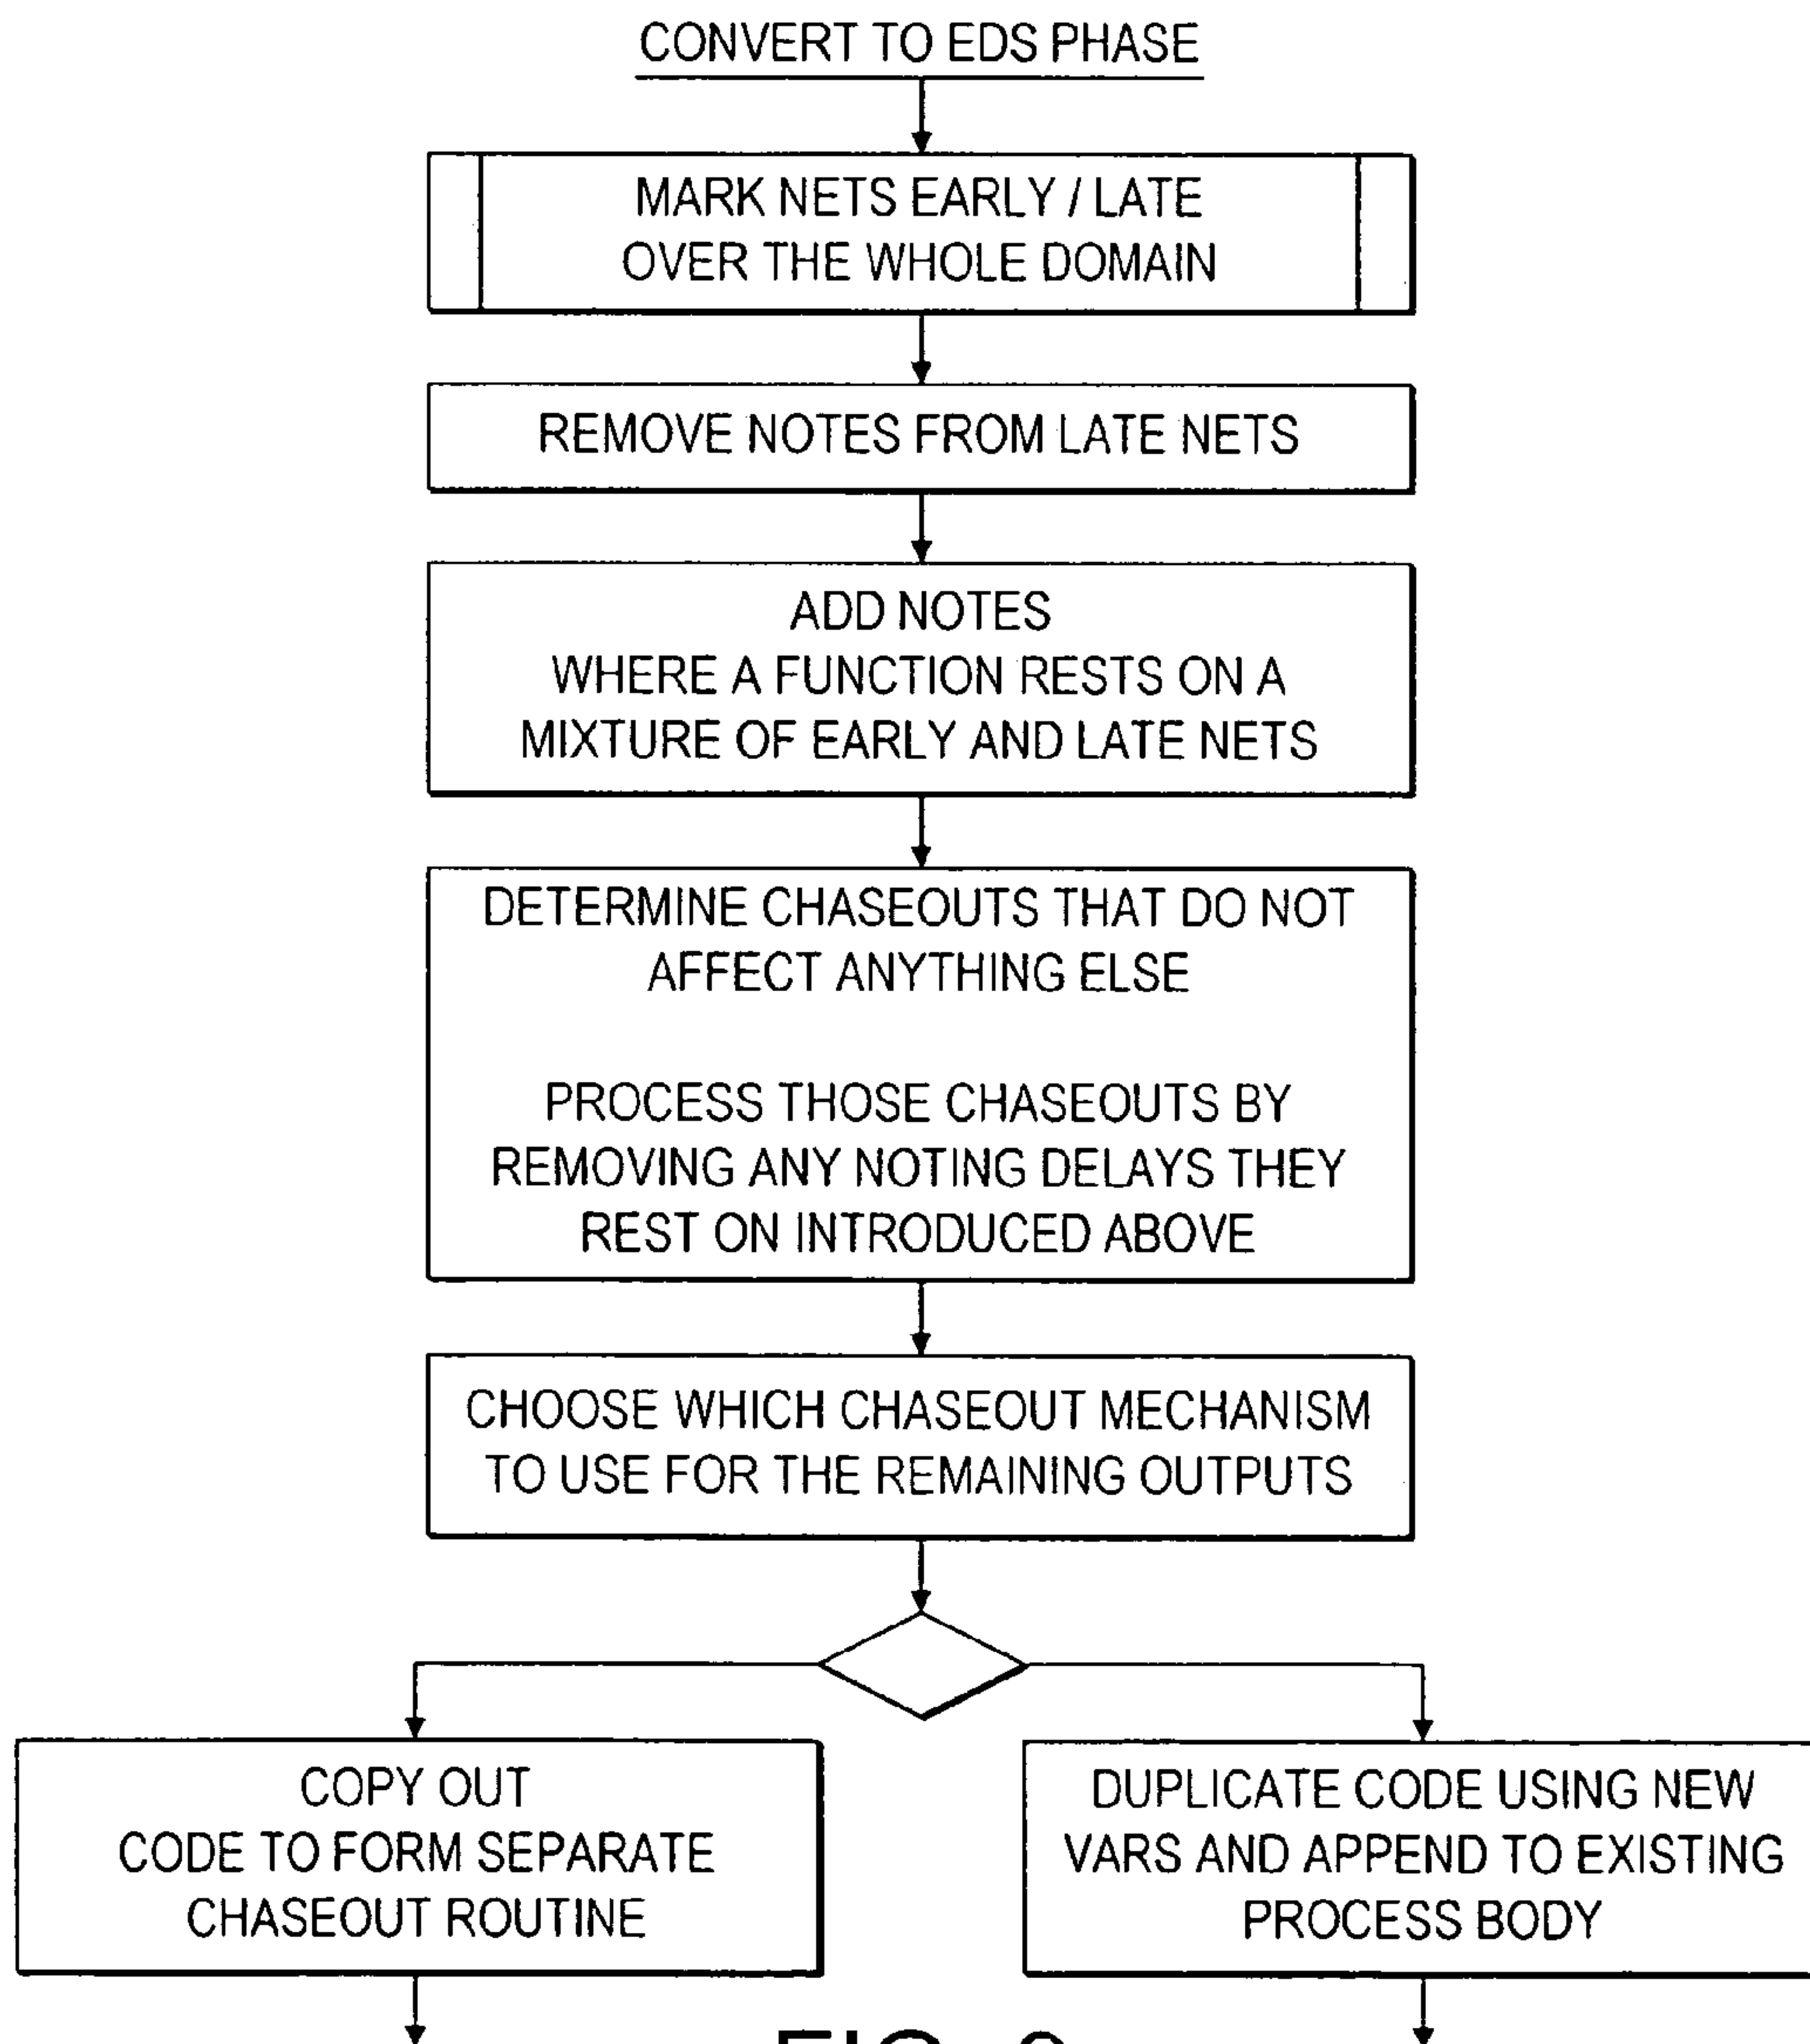 CONVERT TO EDS PHASE
MARK NETS EARLY / LATE
OVER THE WHOLE DOMAIN
REMOVE NOTES FROM LATE NETS
ADD NOTES
WHERE A FUNCTION RESTS ON A
MIXTURE OF EARLY AND LATE NETS
DETERMINE CHASEOUTS THAT DO NOT
AFFECT ANYTHING ELSE
PROCESS THOSE CHASEOUTS BY
REMOVING ANY NOTING DELAYS THEY
REST ON INTRODUCED ABOVE
CHOOSE WHICH CHASEOUT MECHANISM
TO USE FOR THE REMAINING OUTPUTS
COPY OUT
CODE TO FORM SEPARATE
CHASEOUT ROUTINE
DUPLICATE CODE USING NEW
VARS AND APPEND TO EXISTING
PROCESS BODY
FIG.